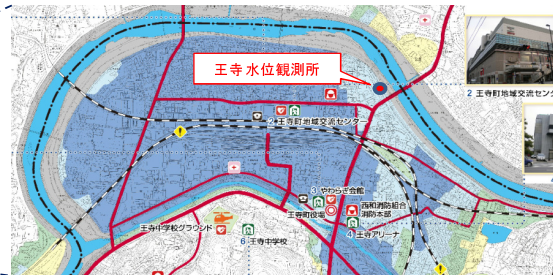 王寺水位観測所
2 王寺町地域交流セン
2 王寺町地域交流センター
3 やわらぎ会館
王寺町役場
西和消防組合
消防本部
4 王寺アリーナ
王寺中学校グラウンド
6 王寺中学校